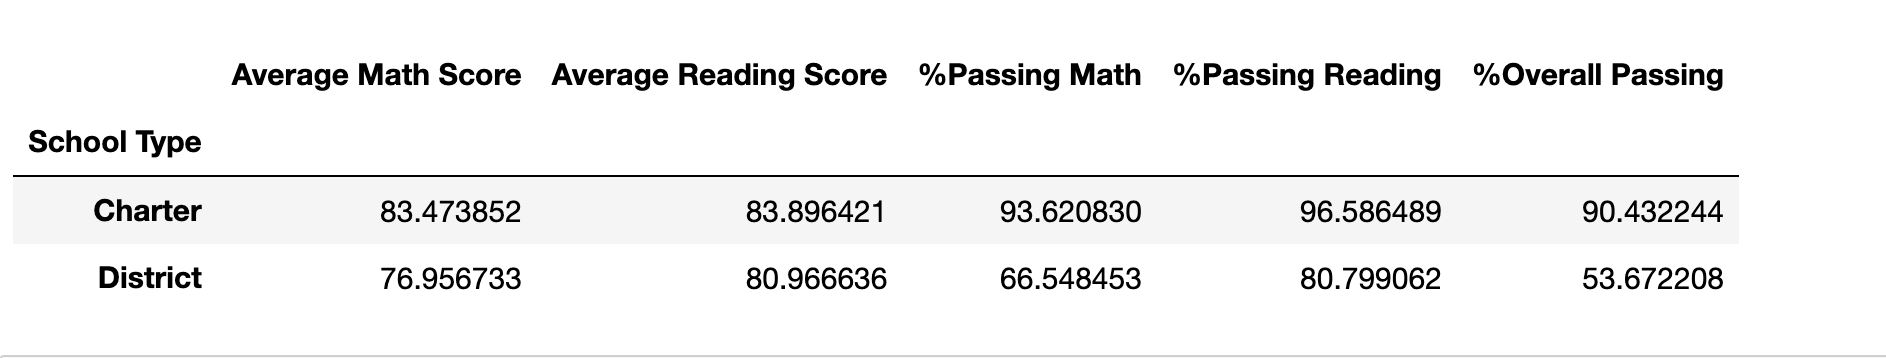 Average Math Score Average Reading Score %Passing Math %Passing Reading %Overall Passing
School Type
Charter 83.473852 83.896421 93.620830 96.586489 90.432244
District 76.956733 80.966636 66.548453 80.799062 53.672208